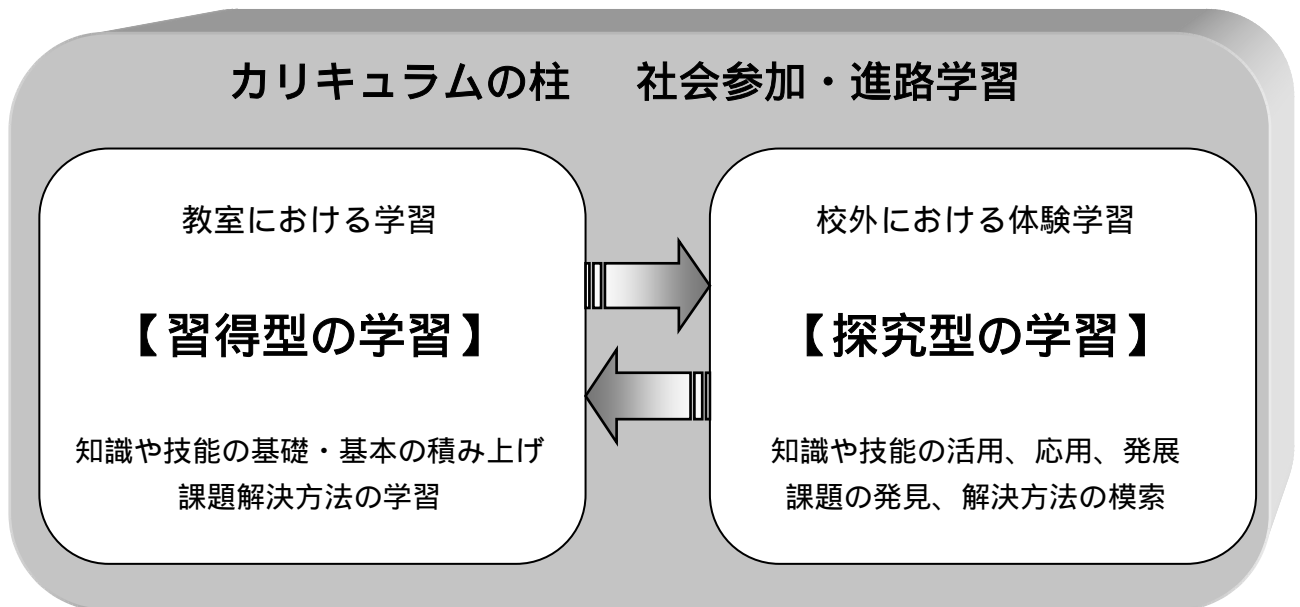 カリキュラムの柱　社会参加・進路学習
教室における学習
【習得型の学習】
知識や技能の基礎・基本の積み上げ
課題解決方法の学習
校外における体験学習
【探究型の学習】
知識や技能の活用、応用、発展
課題の発見、解決方法の模索